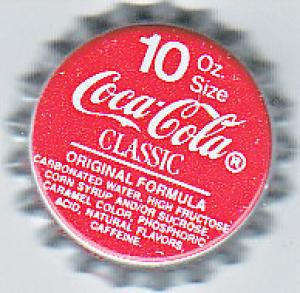 10 Oz. Size
Coca-Cola®
CLASSIC
ORIGINAL FORMULA
CARBONATED WATER, HIGH FRUCTOSE
CORN SYRUP AND/OR SUCROSE
CARAMEL COLOR, PHOSPHORIC
ACID, NATURAL FLAVORS
CAFFEINE